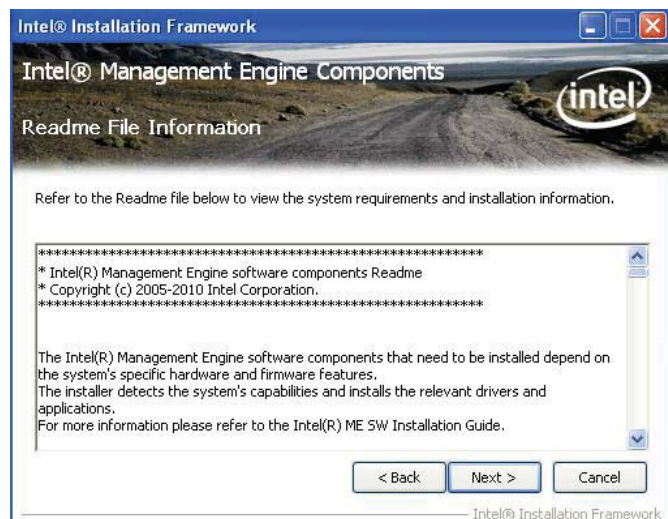 Intel® Installation Framework
Intel® Management Engine Components
intel
Readme File Information
Refer to the Readme file below to view the system requirements and installation information.
*********************************************************
* Intel(R) Management Engine software components Readme
* Copyright (c) 2005-2010 Intel Corporation.
*********************************************************
The Intel(R) Management Engine software components that need to be installed depend on
the system's specific hardware and firmware features.
The installer detects the system's capabilities and installs the relevant drivers and
applications.
For more information please refer to the Intel(R) ME SW Installation Guide.
< Back
Next >
Cancel
Intel® Installation Framework